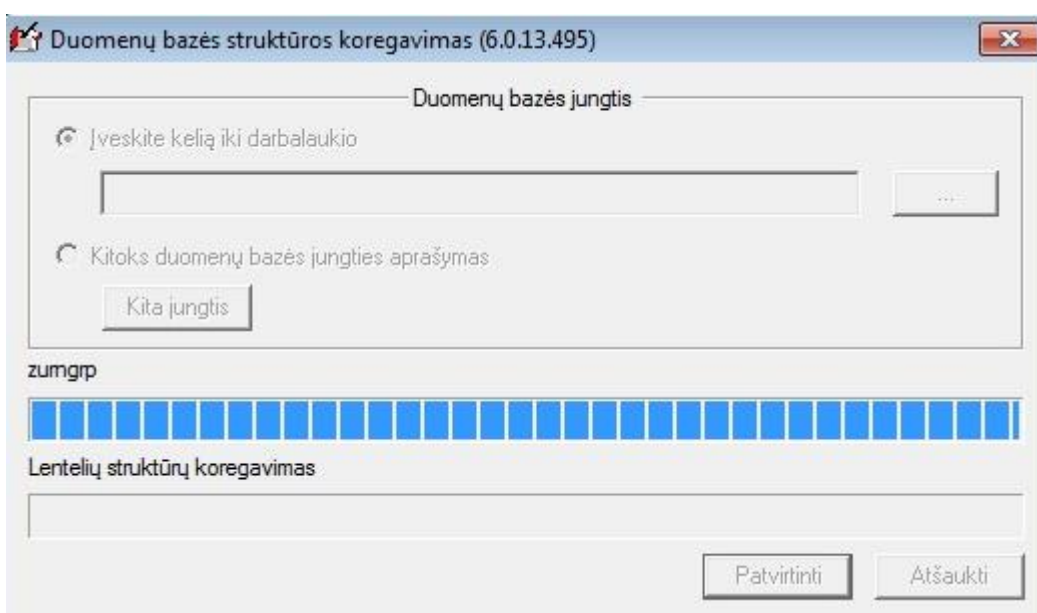 Duomenų bazės struktūros koregavimas (6.0.13.495)
Duomenų bazės jungtis
Įveskite kelią iki darbalaukio
...
Kitoks duomenų bazės jungties aprašymas
Kita jungtis
zurngrp
Lentelių struktūrų koregavimas
Patvirtinti Atšaukti